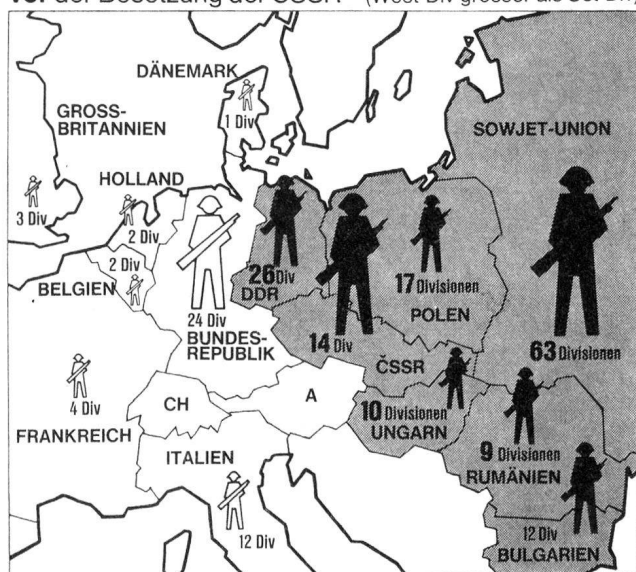 der Besetzung der CSSR (West-Div grösser als
DÄNEMARK
1 Div
GROSS-
BRITANNIEN
3 Div
SOWJET-UNION
63 Divisionen
HOLLAND
2 Div
2 Div
BELGIEN
24 Div
BUNDES-
REPUBLIK
26 Div
DDR
17 Divisionen
POLEN
14 Div
ČSSR
4 Div
FRANKREICH
CH
A
10 Divisionen
UNGARN
9 Divisionen
RUMÄNIEN
ITALIEN
12 Div
12 Div
BULGARIEN